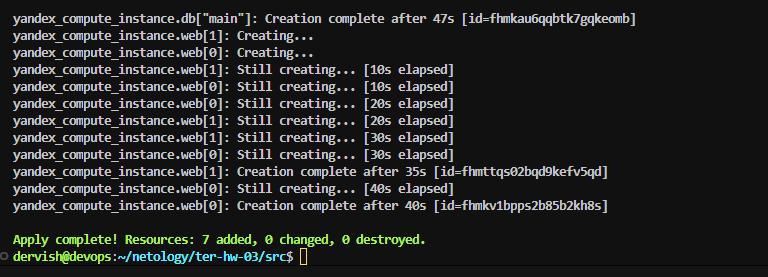 yandex_compute_instance.db["main"]: Creation complete after 47s [id=fhmkau6qqbtk7gqkeomb]
yandex_compute_instance.web[1]: Creating...
yandex_compute_instance.web[0]: Creating...
yandex_compute_instance.web[1]: Still creating... [10s elapsed]
yandex_compute_instance.web[0]: Still creating... [10s elapsed]
yandex_compute_instance.web[0]: Still creating... [20s elapsed]
yandex_compute_instance.web[1]: Still creating... [20s elapsed]
yandex_compute_instance.web[1]: Still creating... [30s elapsed]
yandex_compute_instance.web[0]: Still creating... [30s elapsed]
yandex_compute_instance.web[1]: Creation complete after 35s [id=fhmttqs02bqd9kefv5qd]
yandex_compute_instance.web[0]: Still creating... [40s elapsed]
yandex_compute_instance.web[0]: Creation complete after 40s [id=fhmkv1bpps2b85b2kh8s]
Apply complete! Resources: 7 added, 0 changed, 0 destroyed.
dervish@devops:~/netology/ter-hw-03/src$